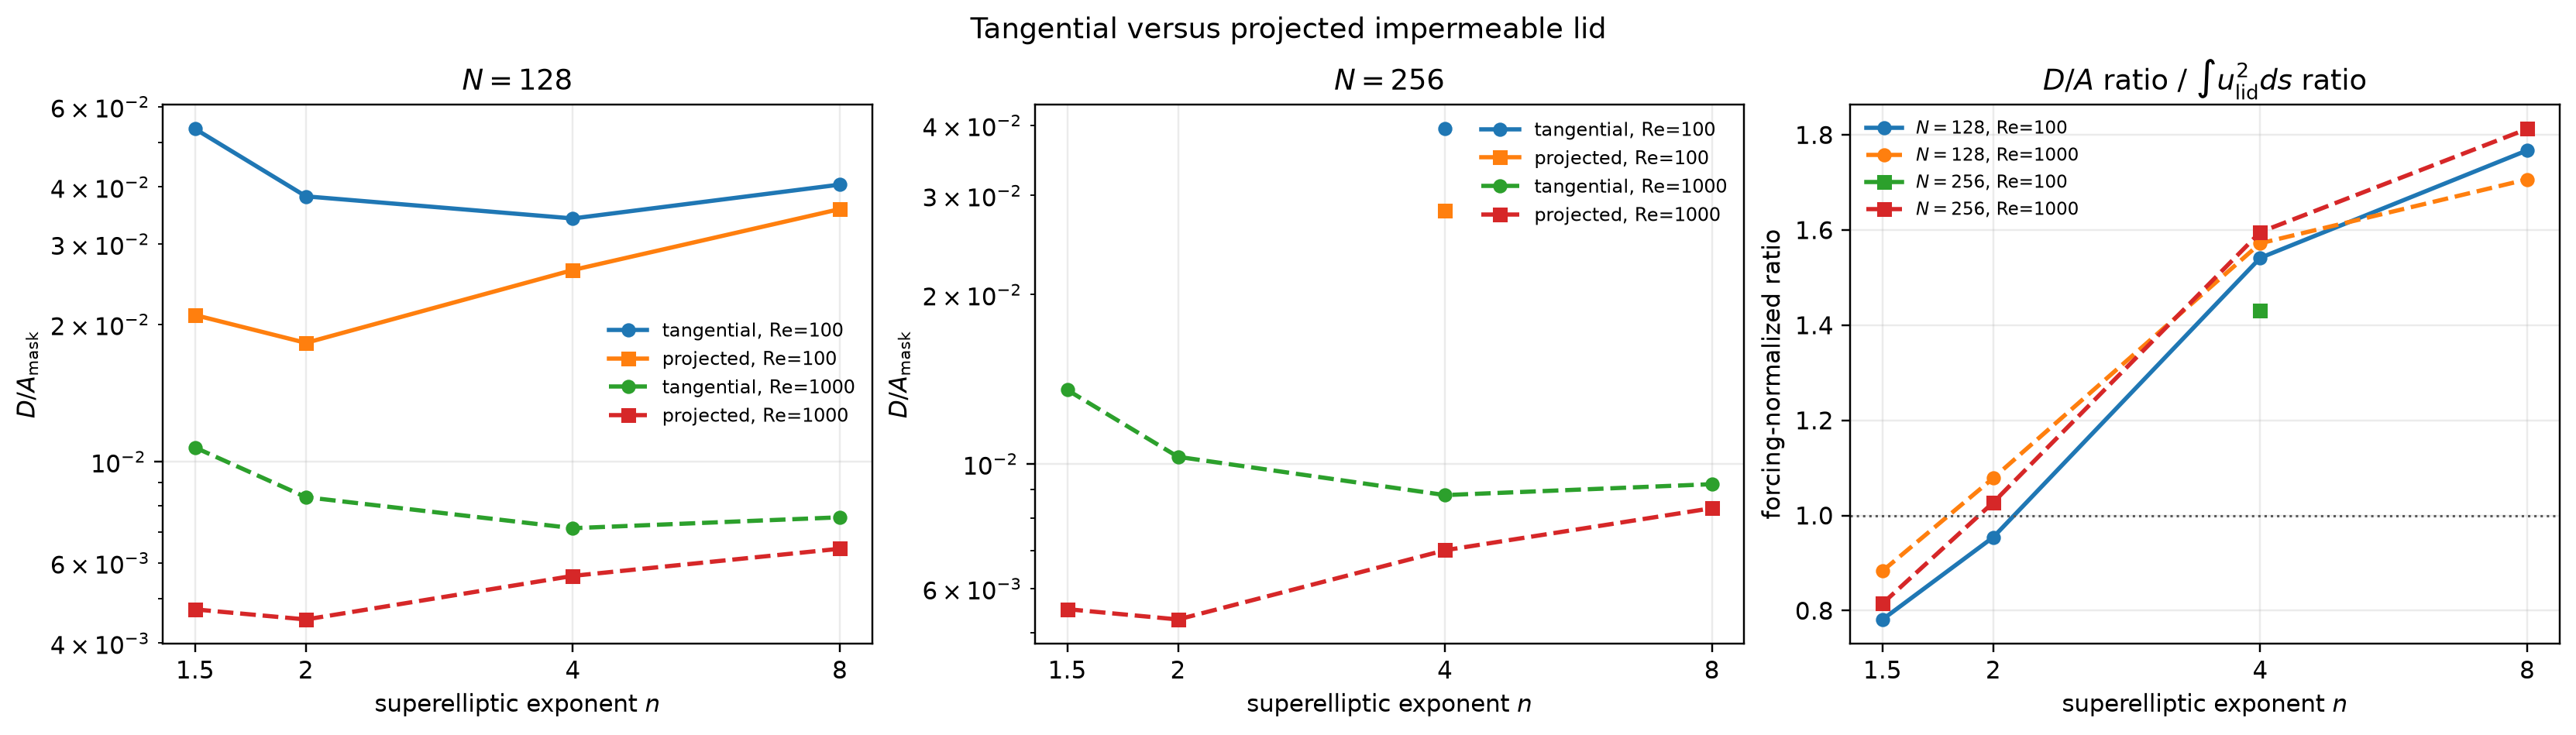 Tangential versus projected impermeable lid
N = 128
D/A_mask
6 × 10⁻²
4 × 10⁻²
3 × 10⁻²
2 × 10⁻²
10⁻²
6 × 10⁻³
4 × 10⁻³
tangential, Re=100
projected, Re=100
tangential, Re=1000
projected, Re=1000
1.5 2 4 8
superelliptic exponent n
N = 256
D/A_mask
4 × 10⁻²
3 × 10⁻²
2 × 10⁻²
10⁻²
6 × 10⁻³
tangential, Re=100
projected, Re=100
tangential, Re=1000
projected, Re=1000
1.5 2 4 8
superelliptic exponent n
D/A ratio / ∫u²_lid ds ratio
forcing-normalized ratio
1.8
1.6
1.4
1.2
1.0
0.8
N = 128, Re=100
N = 128, Re=1000
N = 256, Re=100
N = 256, Re=1000
1.5 2 4 8
superelliptic exponent n